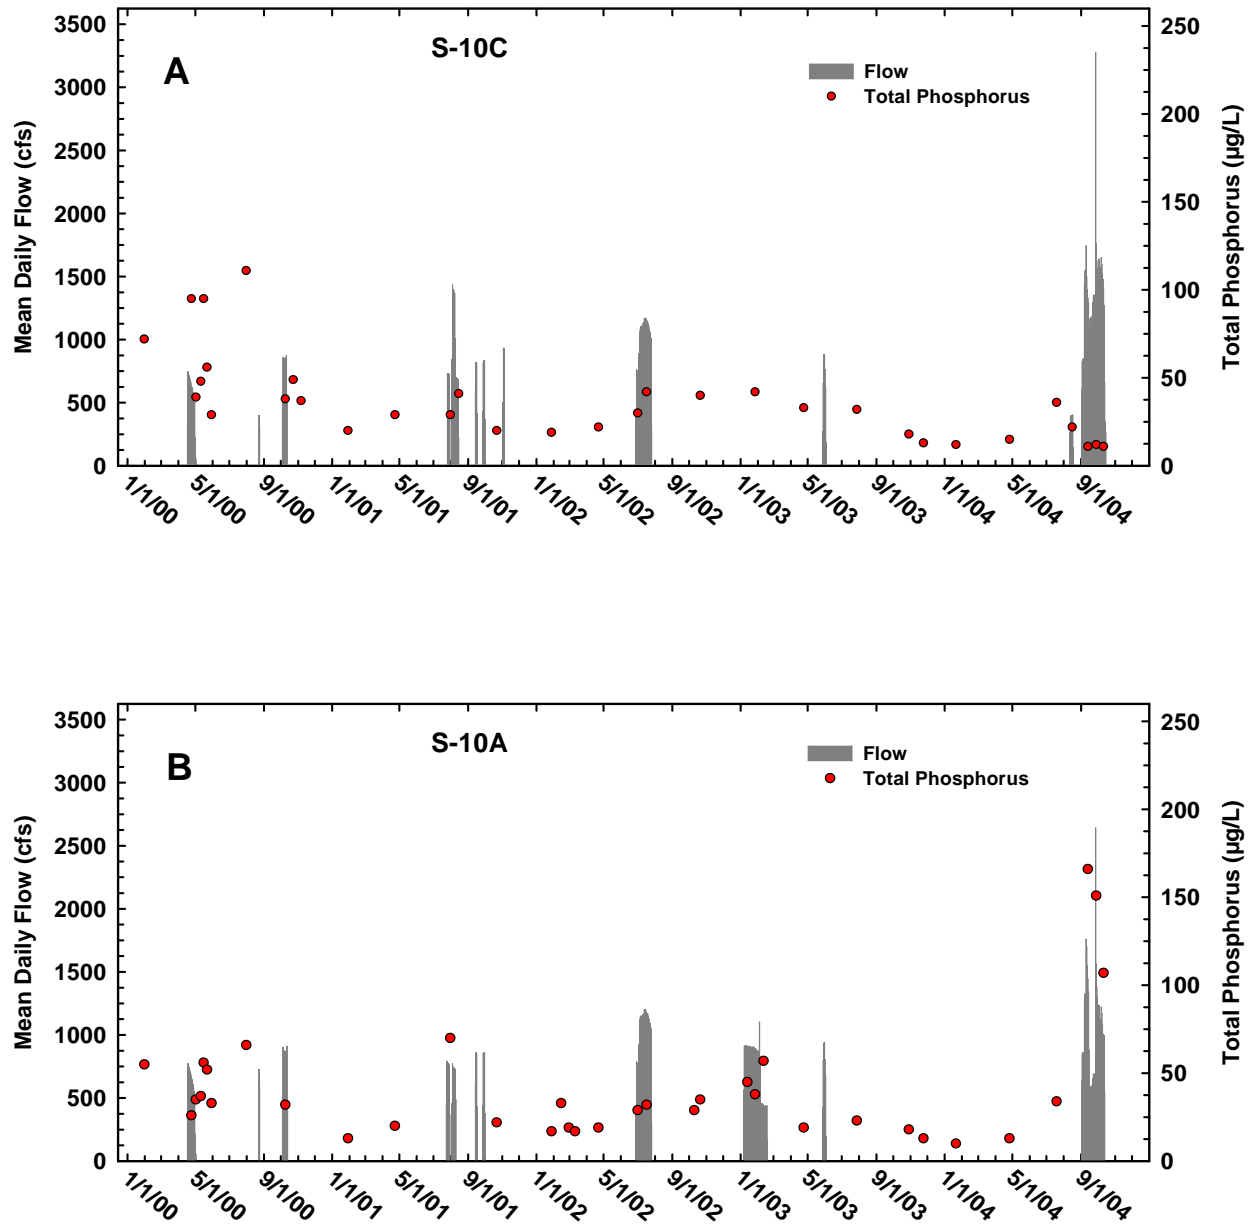 S-10C
A
Flow
Total Phosphorus
Mean Daily Flow (cfs)
3500
3000
2500
2000
1500
1000
500
0
250
200
150
100
50
0
Total Phosphorus (µg/L)
1/1/00 5/1/00 9/1/00 1/1/01 5/1/01 9/1/01 1/1/02 5/1/02 9/1/02 1/1/03 5/1/03 9/1/03 1/1/04 5/1/04 9/1/04
S-10A
B
Flow
Total Phosphorus
Mean Daily Flow (cfs)
3500
3000
2500
2000
1500
1000
500
0
250
200
150
100
50
0
Total Phosphorus (µg/L)
1/1/00 5/1/00 9/1/00 1/1/01 5/1/01 9/1/01 1/1/02 5/1/02 9/1/02 1/1/03 5/1/03 9/1/03 1/1/04 5/1/04 9/1/04